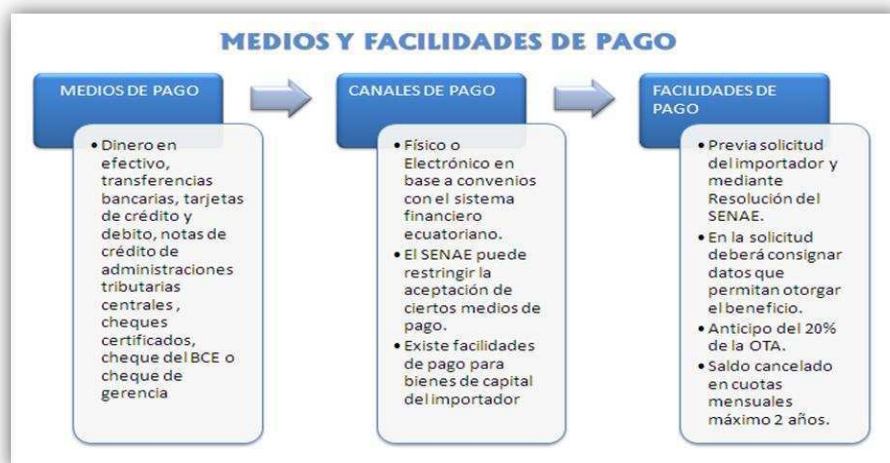 MEDIOS Y FACILIDADES DE PAGO
MEDIOS DE PAGO
• Dinero en
efectivo,
transferencias
bancarias, tarjetas
de crédito y
debito, notas de
crédito de
administraciones
tributarias
centrales ,
cheques
certificados,
cheque del BCE o
cheque de
gerencia
CANALES DE PAGO
• Físico o
Electrónico en
base a convenios
con el sistema
financiero
ecuatoriano.
• El SENAE puede
restringir la
aceptación de
ciertos medios de
pago.
• Existe facilidades
de pago para
bienes de capital
del importador
FACILIDADES DE
PAGO
• Previa solicitud
del importador y
mediante
Resolución del
SENAE.
• En la solicitud
deberá consignar
datos que
permitan otorgar
el beneficio.
• Anticipo del 20%
de la OTA.
• Saldo cancelado
en cuotas
mensuales
máximo 2 años.